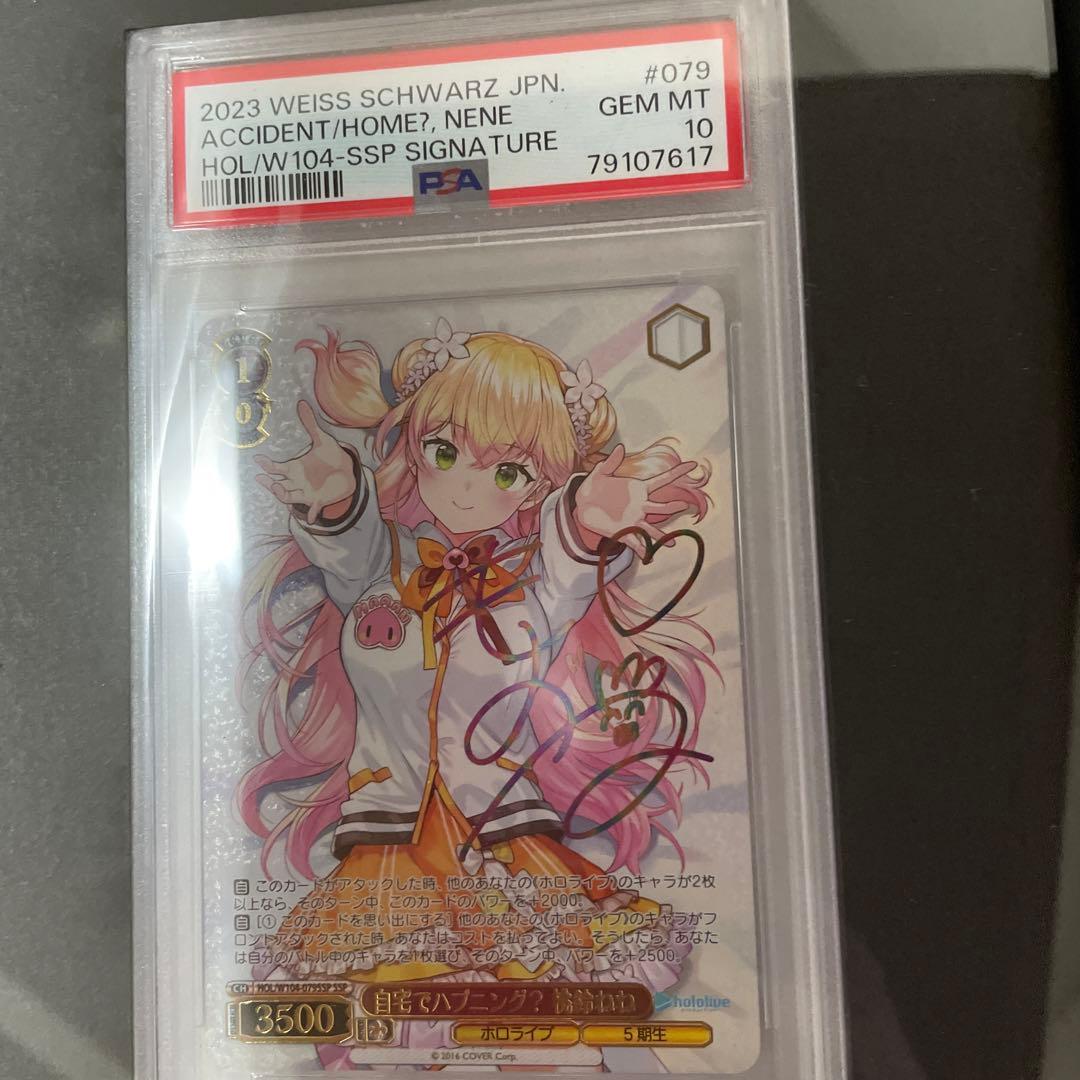 2023 WEISS SCHWARZ JPN. #079
ACCIDENT/HOME?, NENE GEM MT
HOL/W104-SSP SIGNATURE 10
PSA 79107617
1
0
自 このカードがアタックした時、他のあなたの《ホロライブ》のキャラが2枚
以上なら、そのターン中、このカードのパワーを+2000。
自 [① このカードを思い出にする] 他のあなたの《ホロライブ》のキャラがフ
ロントアタックされた時、あなたはコストを払ってよい。そうしたら、あなた
は自分のバトル中のキャラを1枚選び、そのターン中、パワーを+2500。
CH HOL/W104-079SSP SSP
自宅でハプニング? 桃鈴ねね
hololive
3500
ホロライブ 5期生
© 2016 COVER Corp.